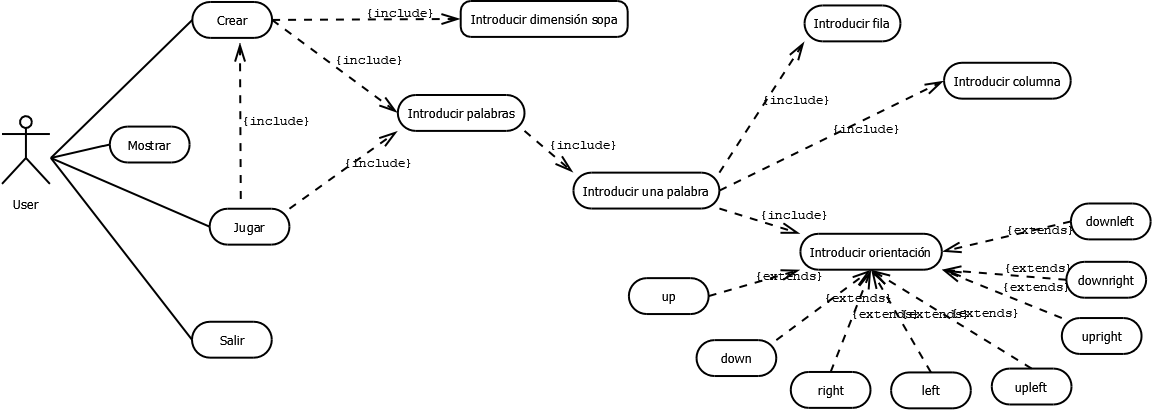 Crear
{include}
Introducir dimensión sopa
Introducir fila
{include}
Introducir columna
{include}
Introducir palabras
{include}
{include}
{include}
Mostrar
{include}
{include}
Introducir una palabra
User
Jugar
{include}
downleft
{extends}
Introducir orientación
{extends}
downright
{extends}
{extends}
up
{extends}
{extends}
{extends}
{extends}
upright
Salir
down
right
left
upleft